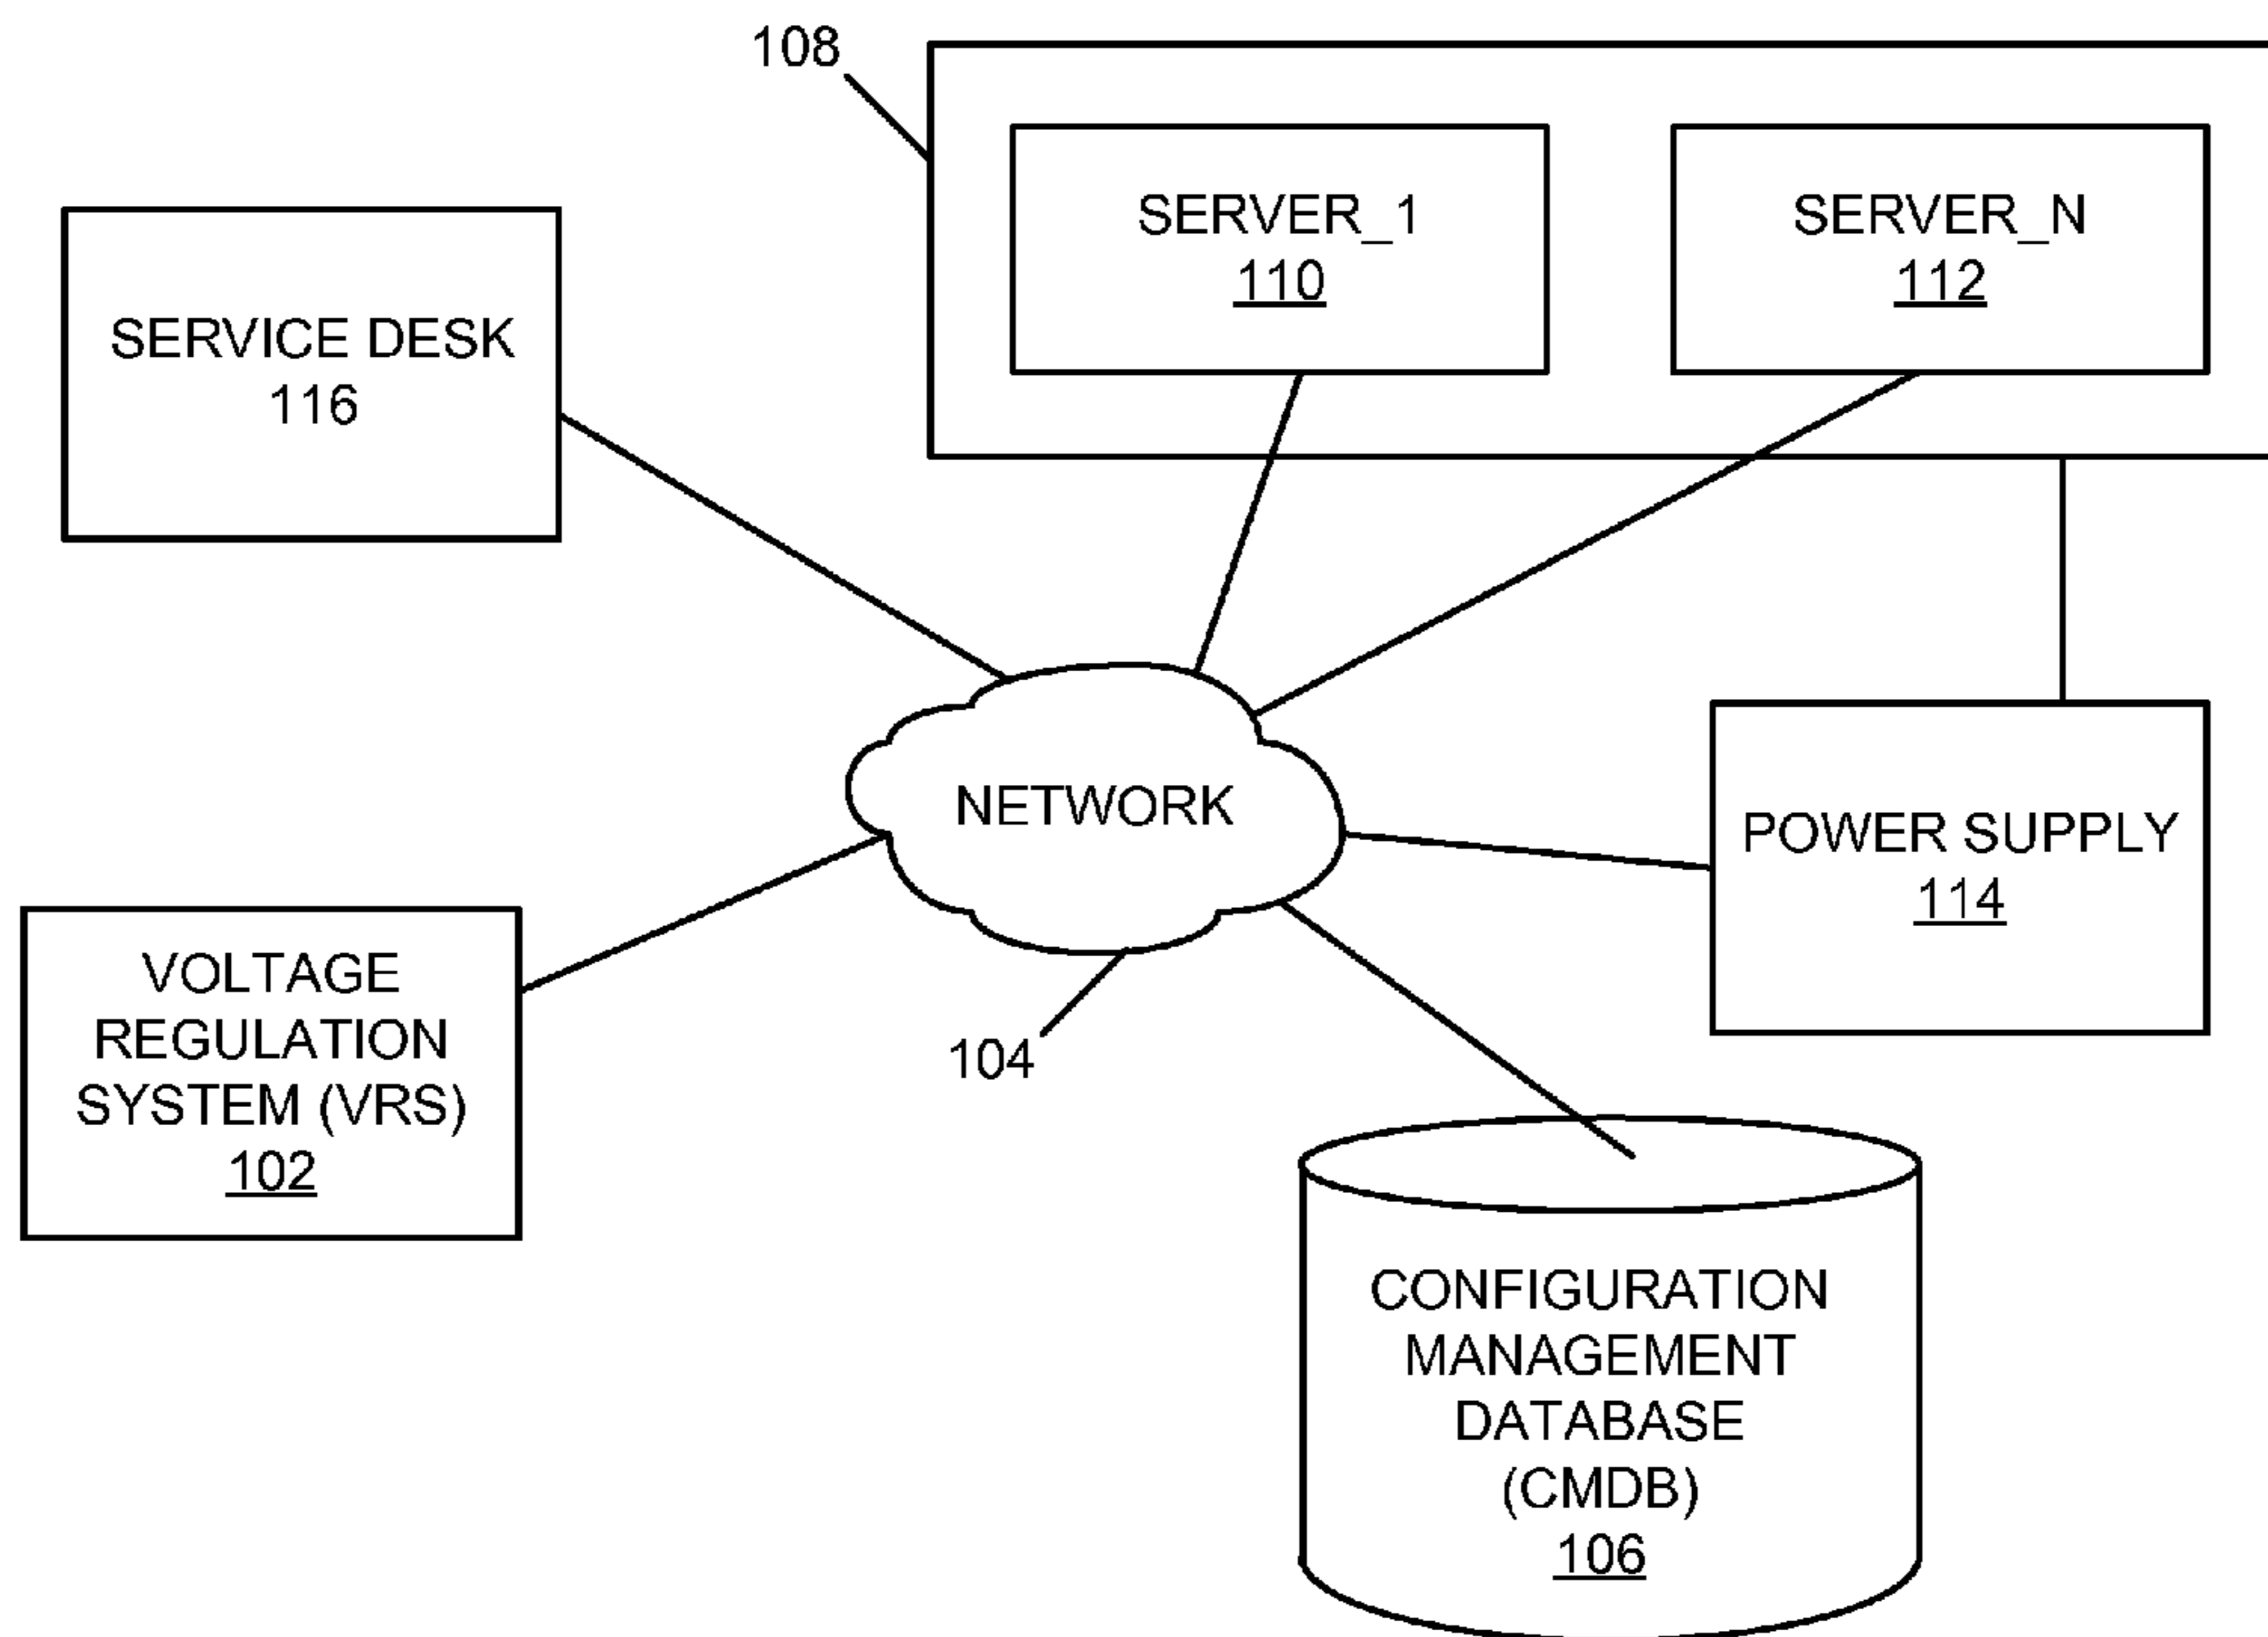 108
SERVER_1
110
SERVER_N
112
SERVICE DESK
116
NETWORK
104
POWER SUPPLY
114
VOLTAGE
REGULATION
SYSTEM (VRS)
102
CONFIGURATION
MANAGEMENT
DATABASE
(CMDB)
106